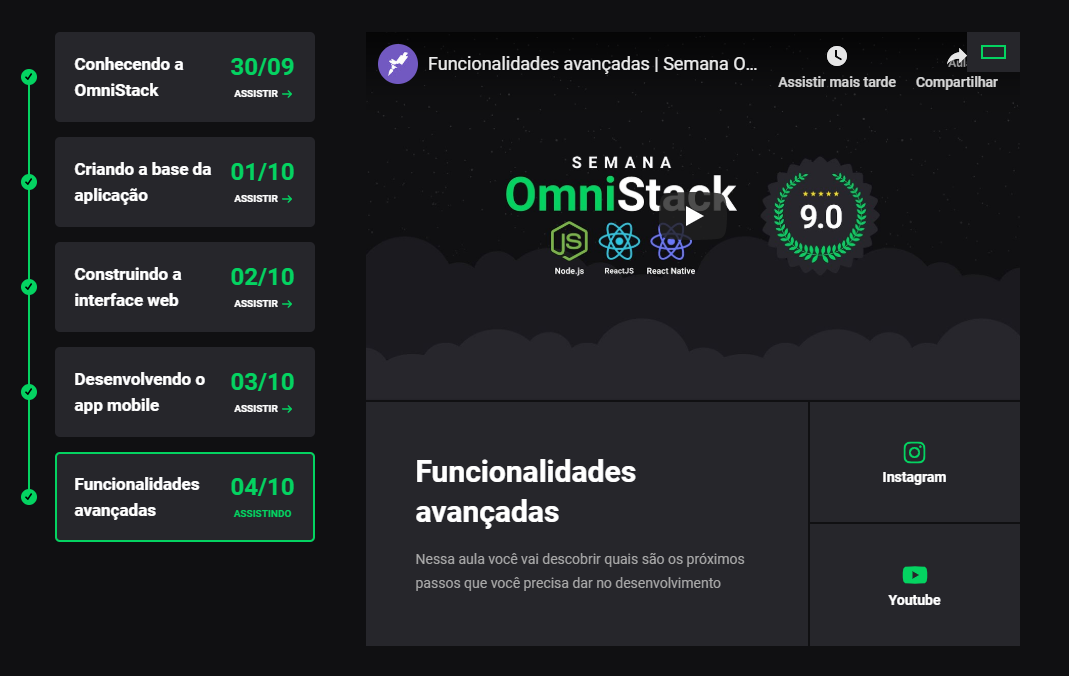 Conhecendo a
OmniStack
30/09
ASSISTIR →
Criando a base da
aplicação
01/10
ASSISTIR →
Construindo a
interface web
02/10
ASSISTIR →
Desenvolvendo o
app mobile
03/10
ASSISTIR →
Funcionalidades
avançadas
04/10
ASSISTINDO
Funcionalidades avançadas | Semana O...
Assistir mais tarde
Compartilhar
SEMANA
OmniStack
JS
Node.js
ReactJS
React Native
9.0
Funcionalidades
avançadas
Nessa aula você vai descobrir quais são os próximos
passos que você precisa dar no desenvolvimento
Instagram
Youtube